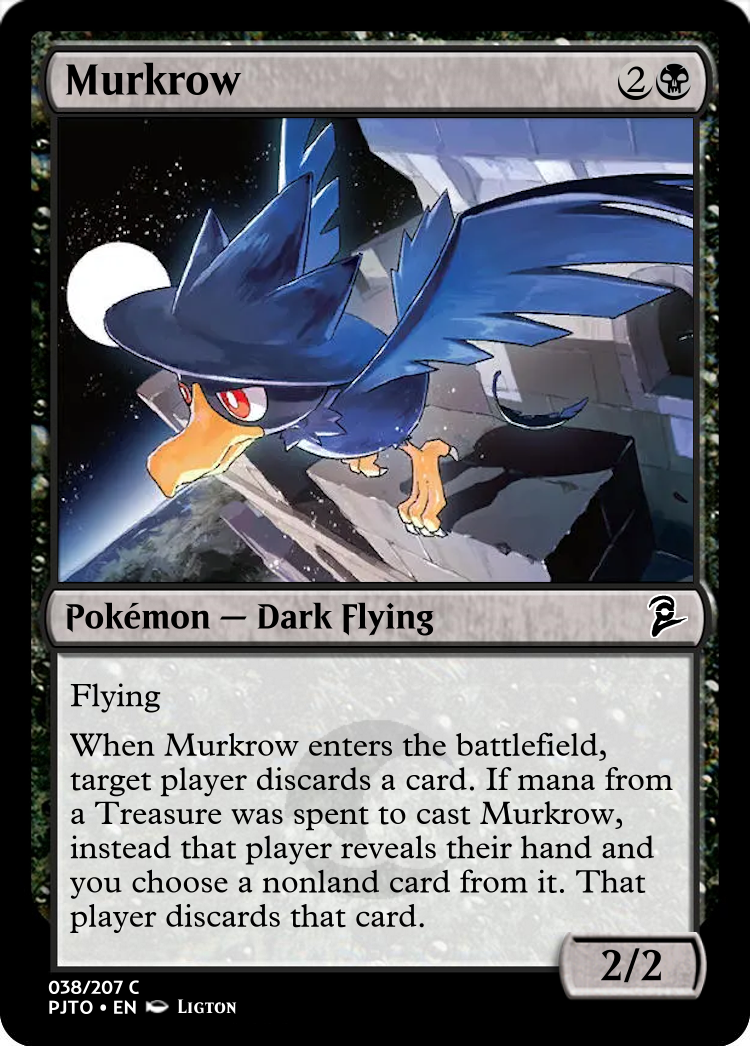 Murkrow 2
Pokémon — Dark Flying
Flying
When Murkrow enters the battlefield,
target player discards a card. If mana from
a Treasure was spent to cast Murkrow,
instead that player reveals their hand and
you choose a nonland card from it. That
player discards that card.
2/2
038/207 C
PJTO • EN Ligton